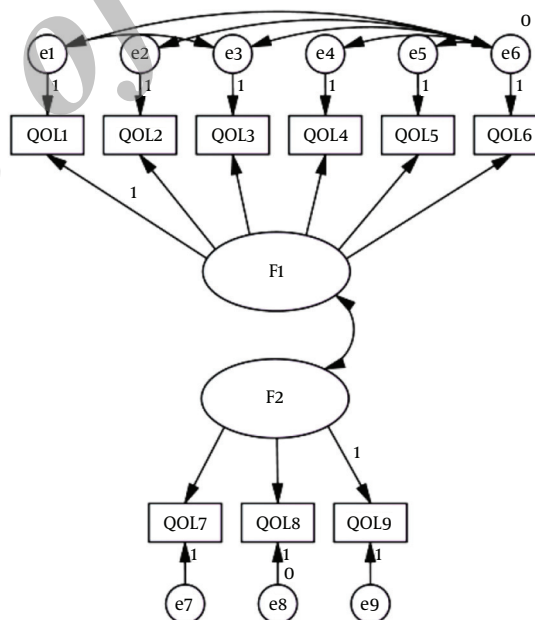 0
e1 e2 e3 e4 e5 e6
1 1 1 1 1 1
QOL1 QOL2 QOL3 QOL4 QOL5 QOL6
1
F1
F2
1
QOL7 QOL8 QOL9
1 1 1
0
e7 e8 e9